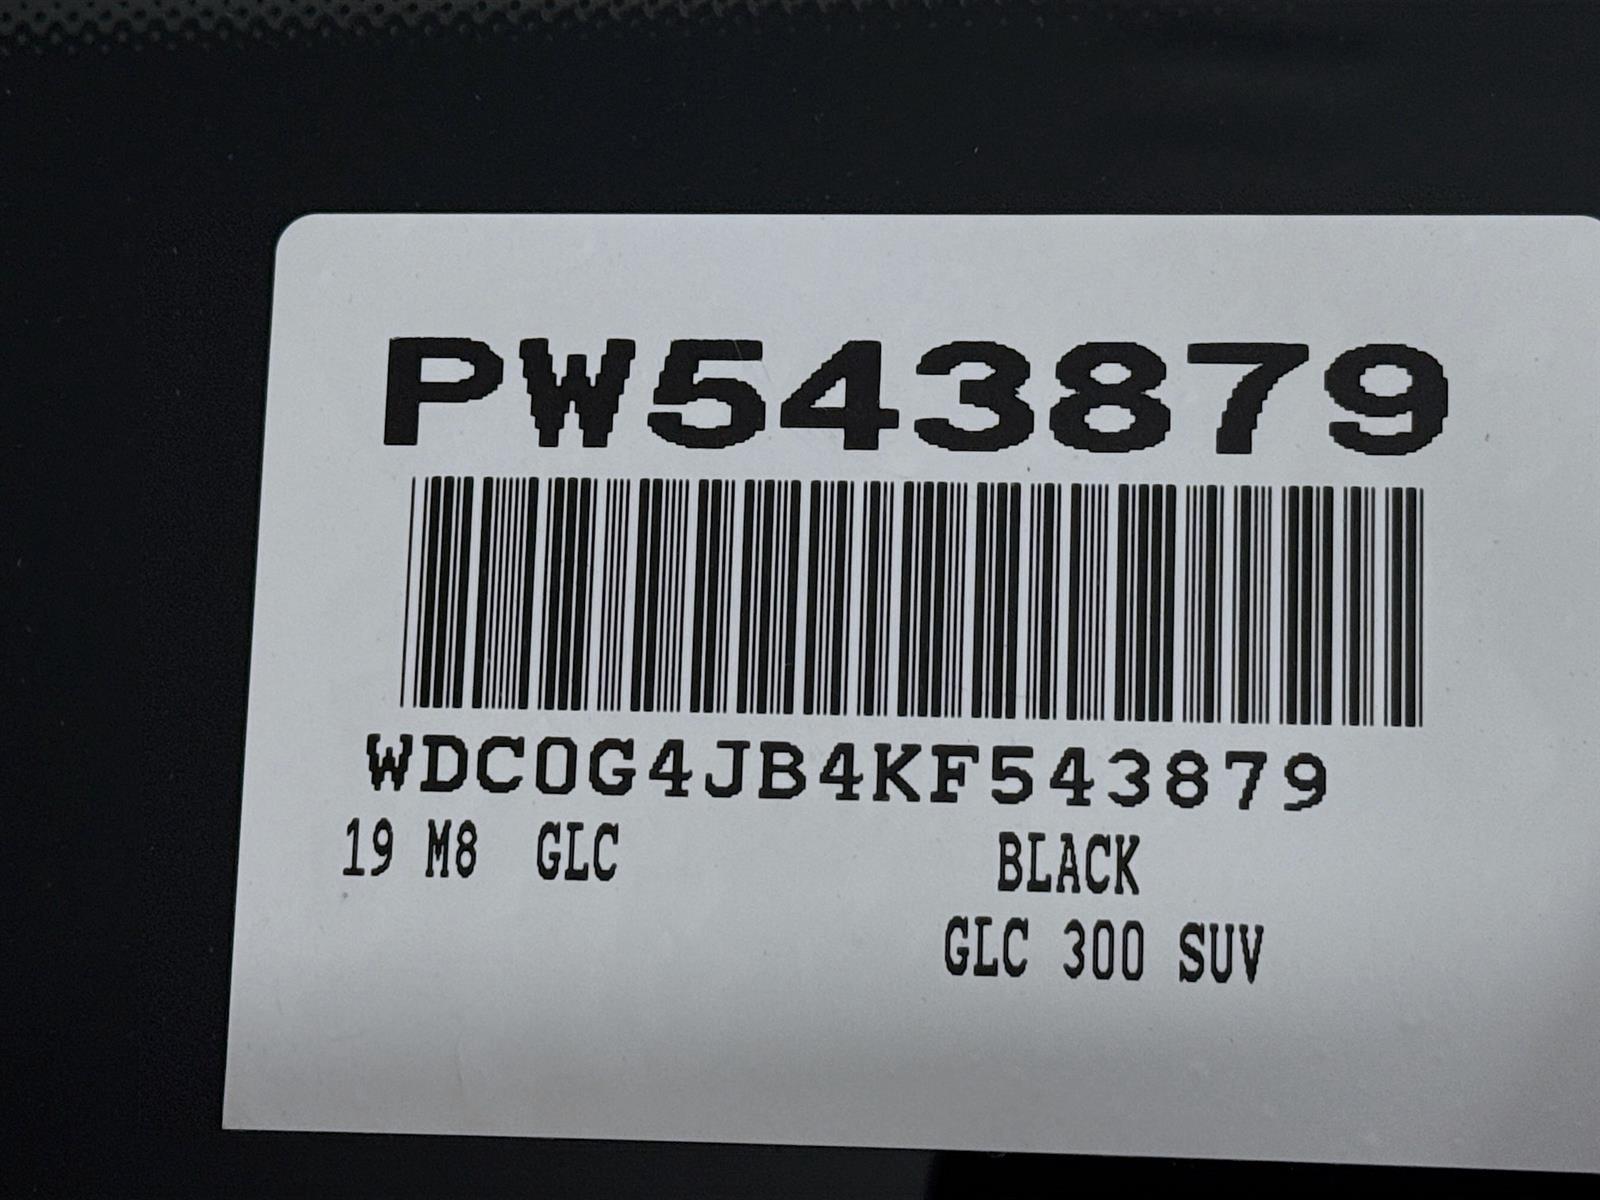 PW543879
WDC0G4JB4KF543879
19 M8 GLC BLACK
GLC 300 SUV